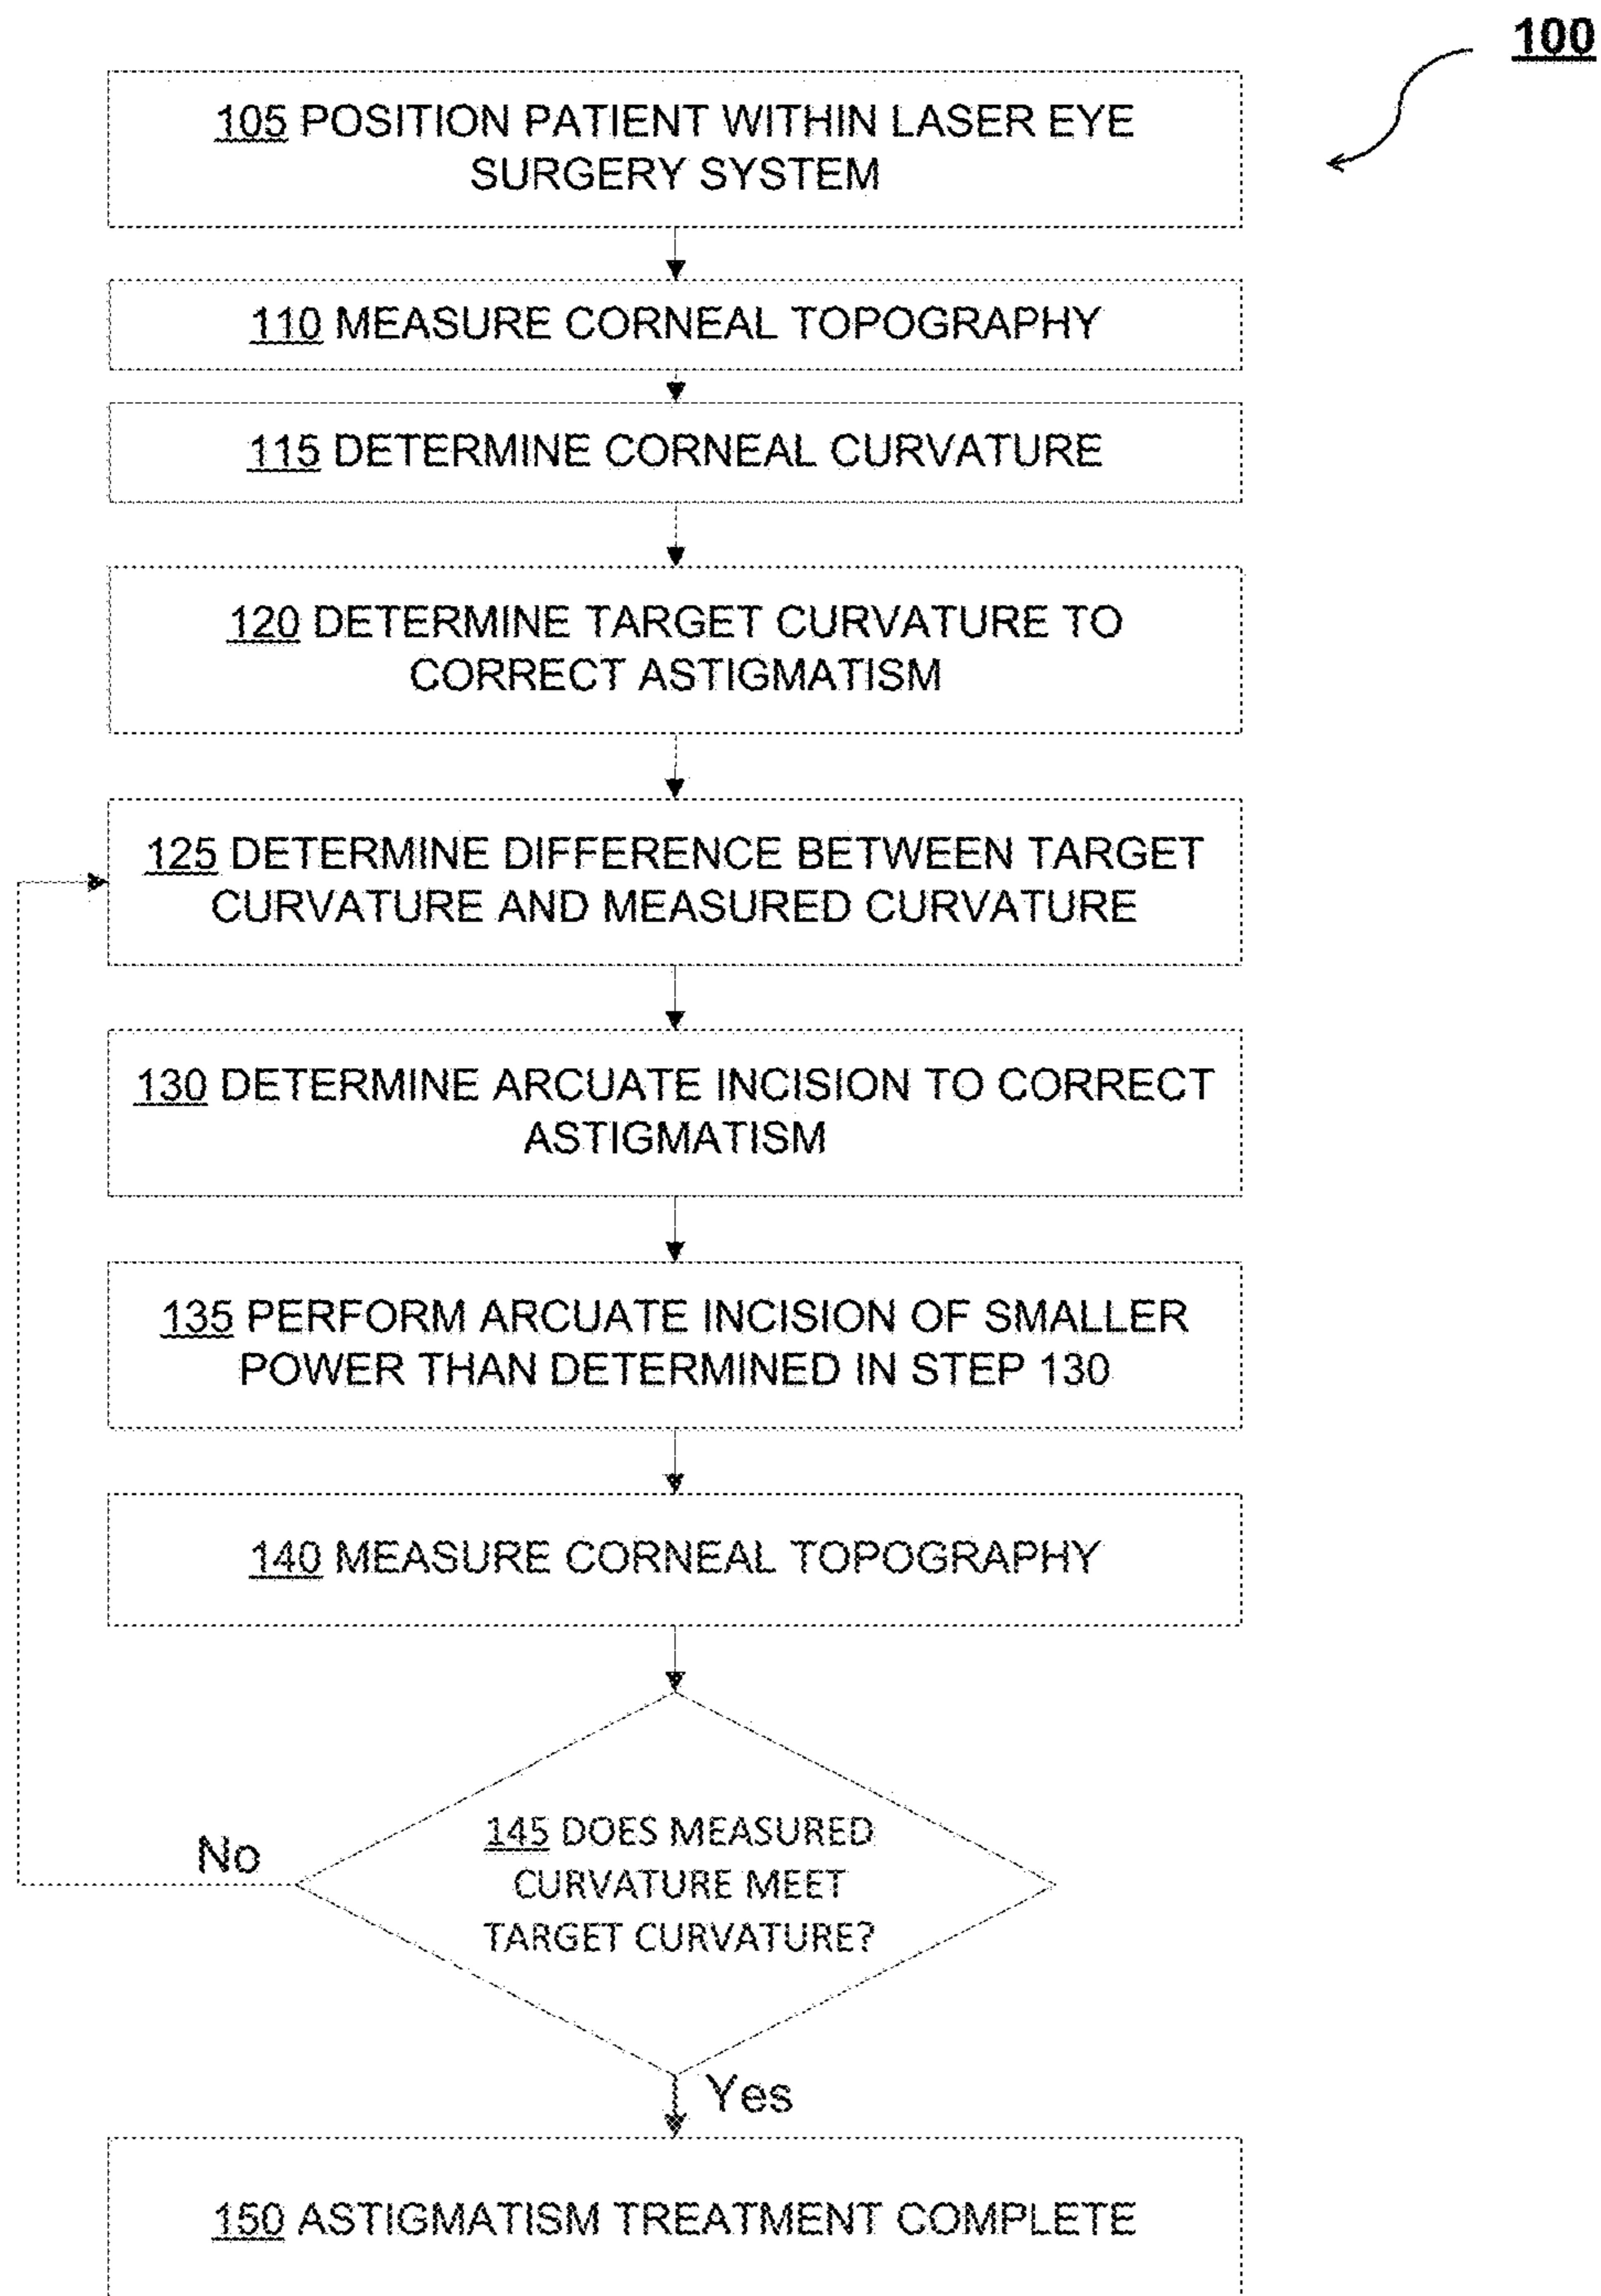 100
105 POSITION PATIENT WITHIN LASER EYE
SURGERY SYSTEM
110 MEASURE CORNEAL TOPOGRAPHY
115 DETERMINE CORNEAL CURVATURE
120 DETERMINE TARGET CURVATURE TO
CORRECT ASTIGMATISM
125 DETERMINE DIFFERENCE BETWEEN TARGET
CURVATURE AND MEASURED CURVATURE
130 DETERMINE ARCUATE INCISION TO CORRECT
ASTIGMATISM
135 PERFORM ARCUATE INCISION OF SMALLER
POWER THAN DETERMINED IN STEP 130
140 MEASURE CORNEAL TOPOGRAPHY
145 DOES MEASURED
CURVATURE MEET
TARGET CURVATURE?
No
Yes
150 ASTIGMATISM TREATMENT COMPLETE